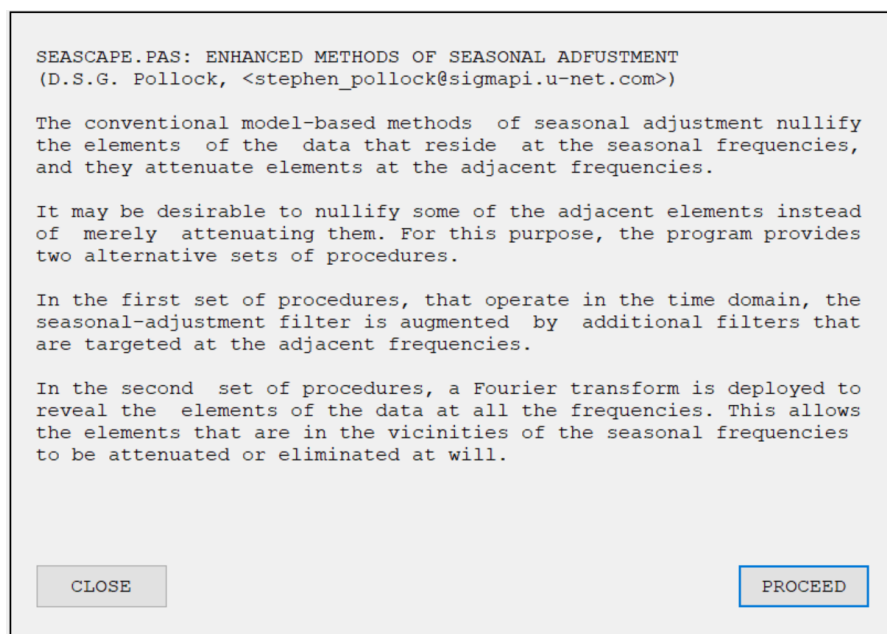 SEASCAPE.PAS: ENHANCED METHODS OF SEASONAL ADFUSTMENT
(D.S.G. Pollock, <stephen_pollock@sigmapi.u-net.com>)
The conventional model-based methods of seasonal adjustment nullify
the elements of the data that reside at the seasonal frequencies,
and they attenuate elements at the adjacent frequencies.
It may be desirable to nullify some of the adjacent elements instead
of merely attenuating them. For this purpose, the program provides
two alternative sets of procedures.
In the first set of procedures, that operate in the time domain, the
seasonal-adjustment filter is augmented by additional filters that
are targeted at the adjacent frequencies.
In the second set of procedures, a Fourier transform is deployed to
reveal the elements of the data at all the frequencies. This allows
the elements that are in the vicinities of the seasonal frequencies
to be attenuated or eliminated at will.
CLOSE PROCEED